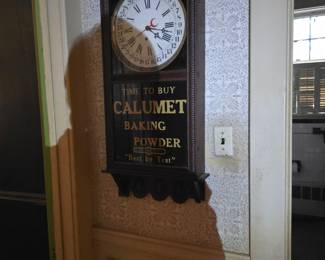 TIME TO BUY
CALUMET
BAKING
POWDER
"Best by Test"